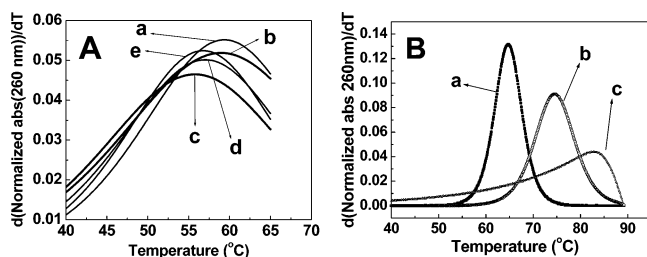 A
d(Normalized abs(260 nm))/dT
0.06
0.05
0.04
0.03
0.02
0.01
a
b
e
c
d
40 45 50 55 60 65 70
Temperature (°C)
B
d(Normalized abs 260nm)/dT
0.14
0.12
0.10
0.08
0.06
0.04
0.02
0.00
a
b
c
40 50 60 70 80 90
Temperature (°C)